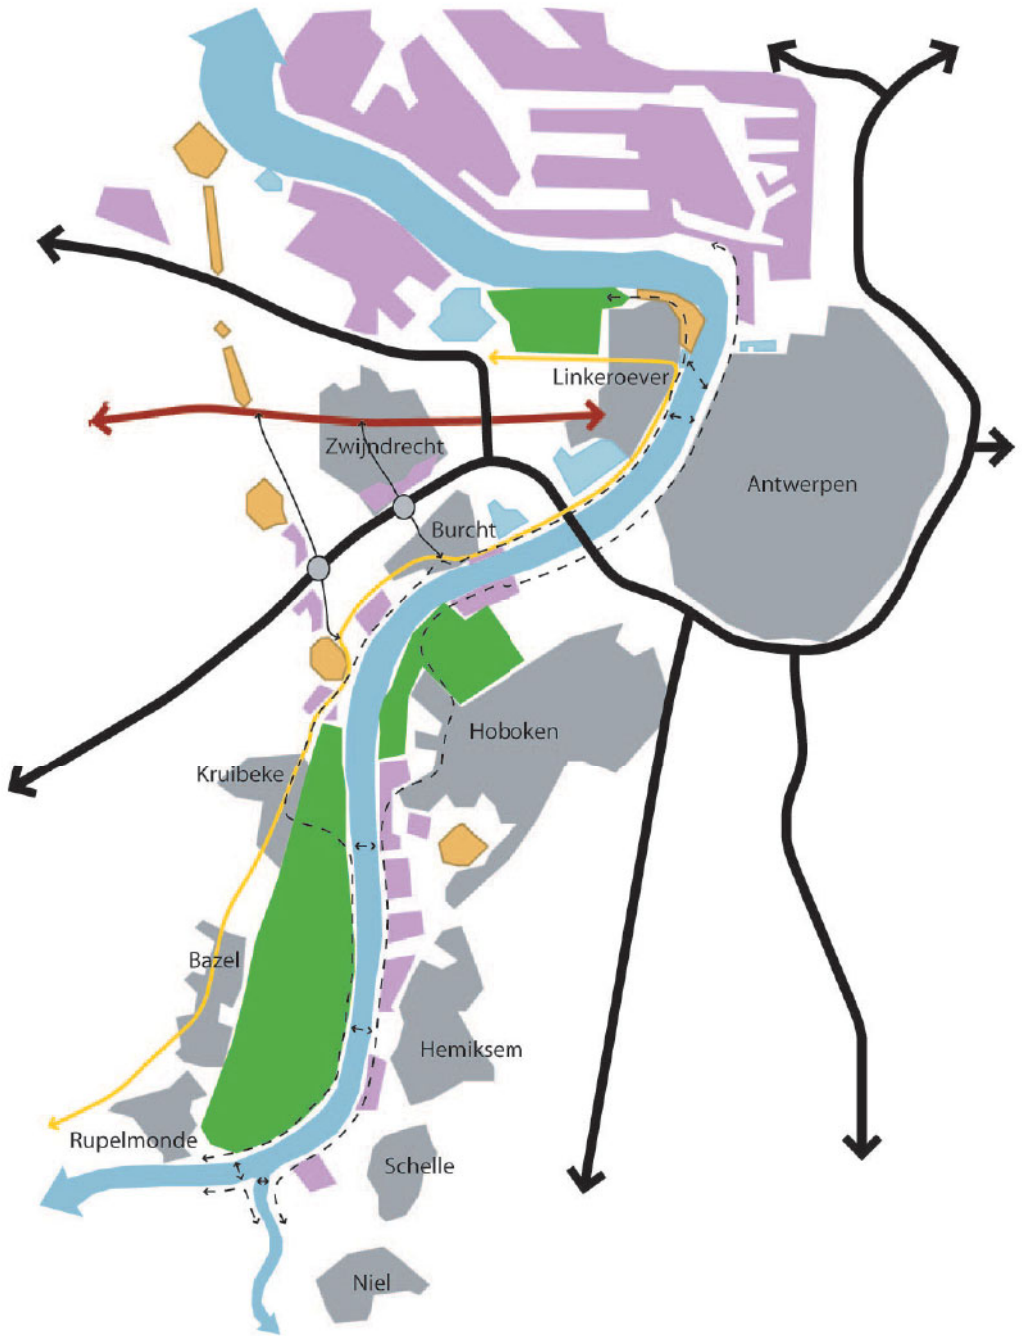 Linkeroever
Zwijndrecht
Antwerpen
Burcht
Hoboken
Kruibeke
Bazel
Hemiksem
Rupelmonde
Schelle
Niel